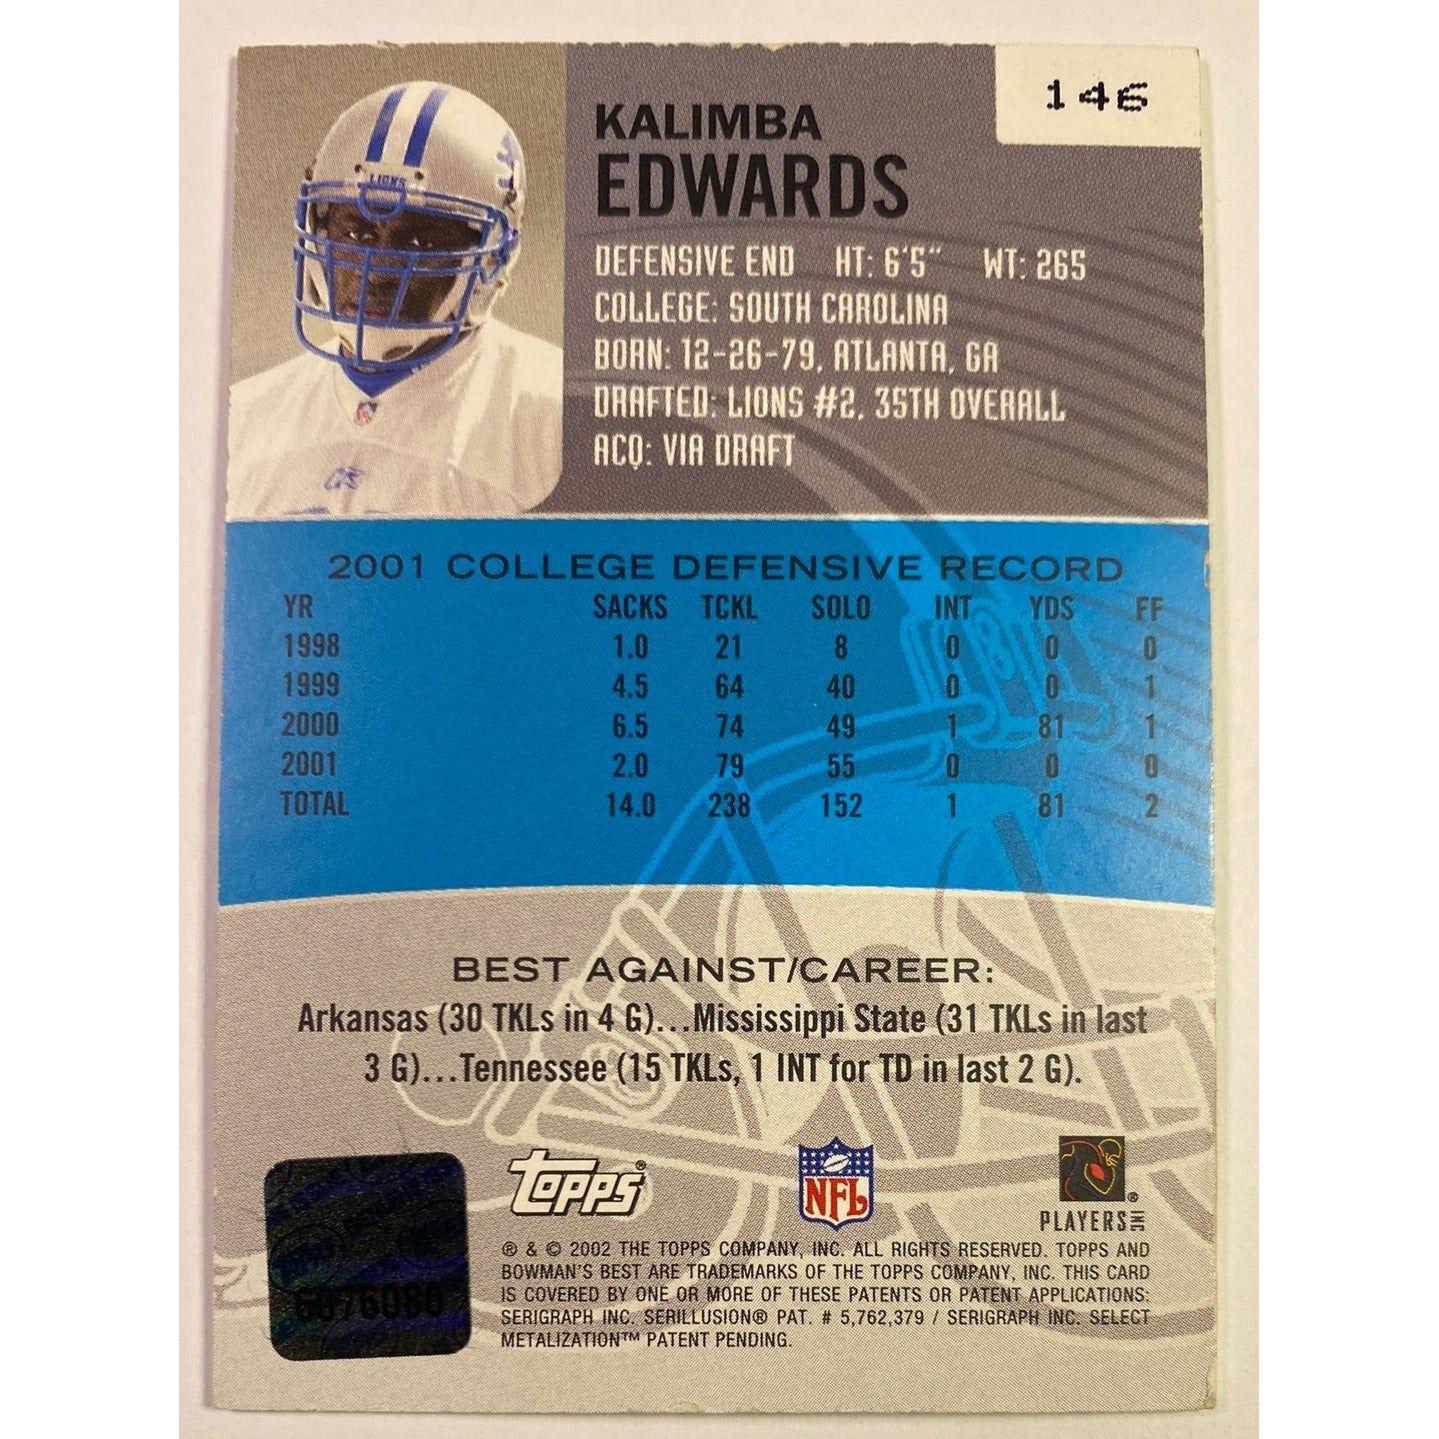 146
KALIMBA
EDWARDS
DEFENSIVE END HT: 6'5" WT: 265
COLLEGE: SOUTH CAROLINA
BORN: 12-26-79, ATLANTA, GA
DRAFTED: LIONS #2, 35TH OVERALL
ACQ: VIA DRAFT
LIONS
2001 COLLEGE DEFENSIVE RECORD
YR SACKS TCKL SOLO INT YDS FF
1998 1.0 21 8 0 0 0
1999 4.5 64 40 0 0 1
2000 6.5 74 49 1 81 1
2001 2.0 79 55 0 0 0
TOTAL 14.0 238 152 1 81 2
BEST AGAINST/CAREER:
Arkansas (30 TKLs in 4 G)...Mississippi State (31 TKLs in last
3 G)...Tennessee (15 TKLs, 1 INT for TD in last 2 G).
topps®
NFL
PLAYERS INC ®
® & © 2002 THE TOPPS COMPANY, INC. ALL RIGHTS RESERVED. TOPPS AND
BOWMAN'S BEST ARE TRADEMARKS OF THE TOPPS COMPANY, INC. THIS CARD
IS COVERED BY ONE OR MORE OF THESE PATENTS OR PATENT APPLICATIONS:
SERIGRAPH INC. SERILLUSION® PAT. # 5,762,379 / SERIGRAPH INC. SELECT
METALIZATION™ PATENT PENDING.